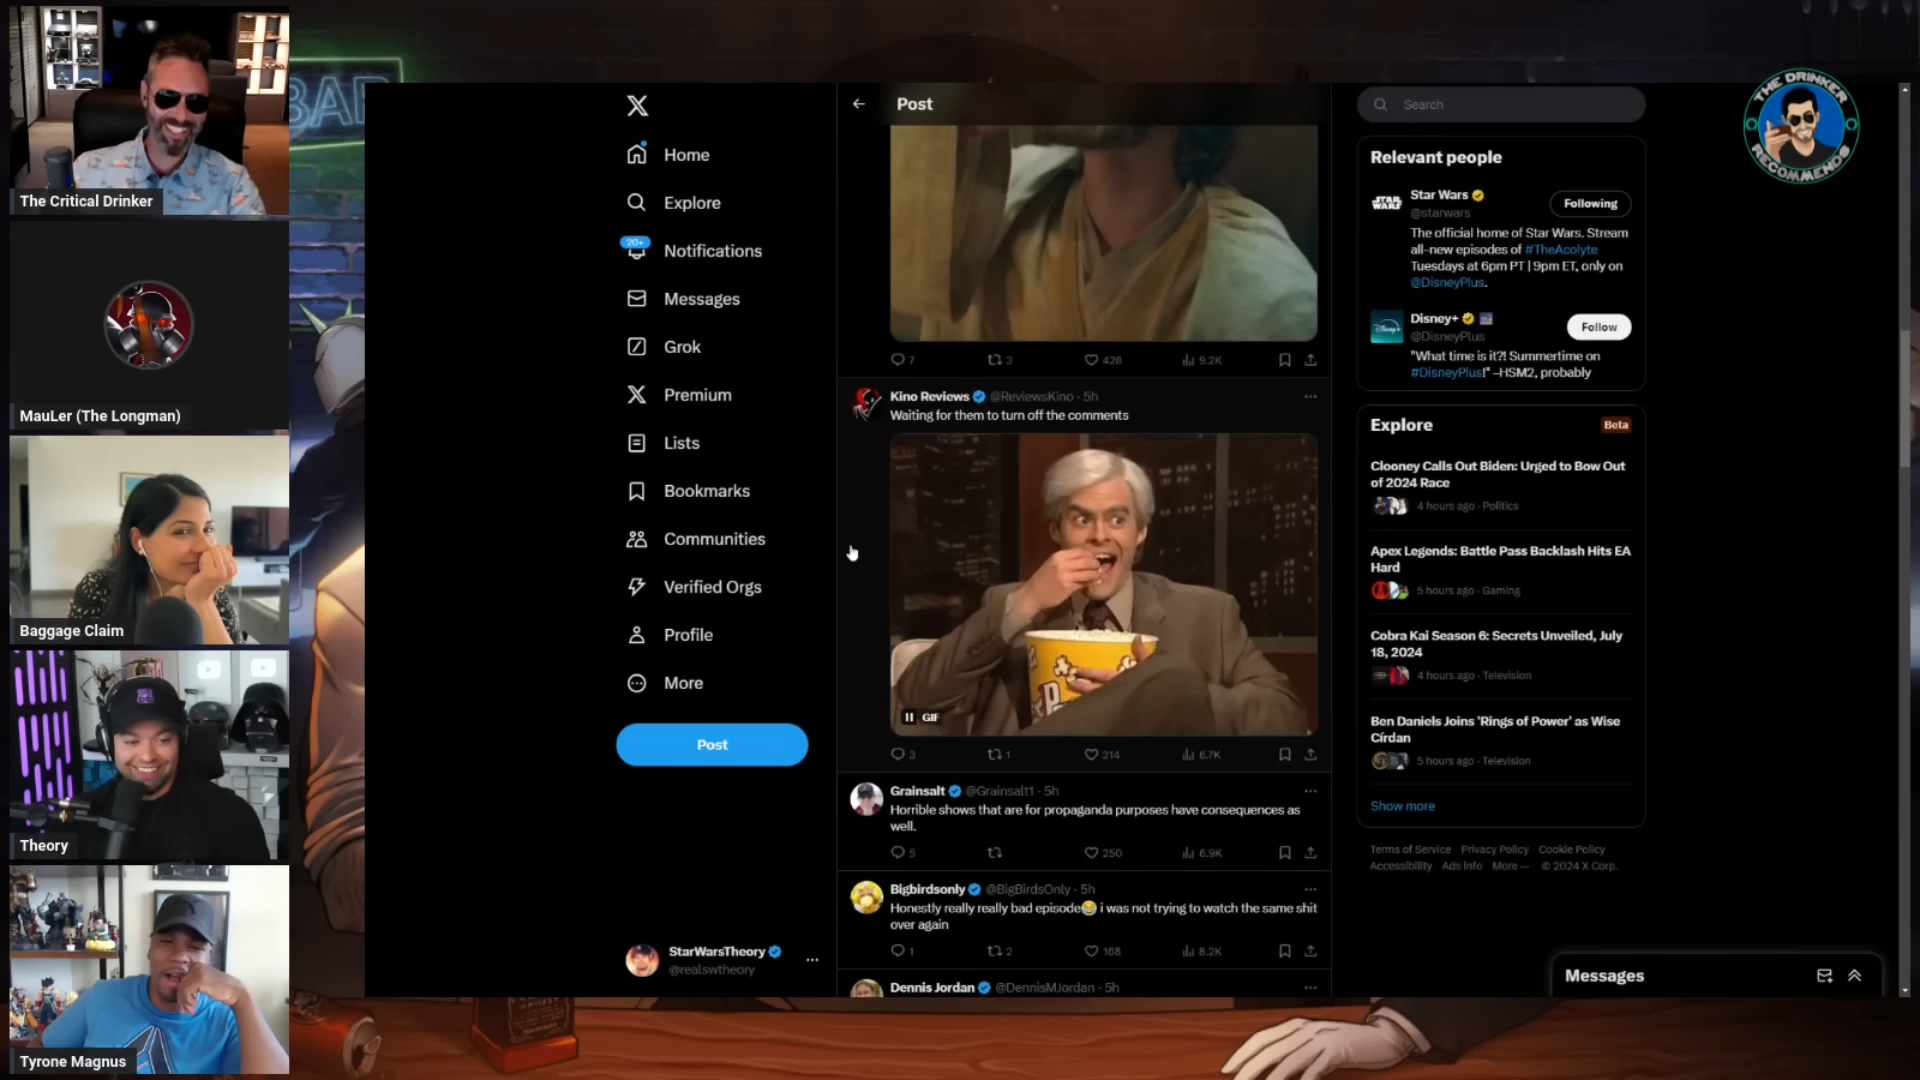 The Critical Drinker
MauLer (The Longman)
Baggage Claim
Theory
Tyrone Magnus
BAR
Home
Explore
20+
Notifications
Messages
Grok
Premium
Lists
Bookmarks
Communities
Verified Orgs
Profile
More
Post
StarWarsTheory
@realswtheory
Post
7 3 428 9.2K
Kino Reviews @ReviewsKino · 5h
Waiting for them to turn off the comments
GIF
3 1 214 6.7K
Grainsalt @Grainsalt1 · 5h
Horrible shows that are for propaganda purposes have consequences as
well.
5 250 6.9K
Bigbirdsonly @BigBirdsOnly · 5h
Honestly really really bad episode😂 i was not trying to watch the same shit
over again
1 2 168 8.2K
Dennis Jordan @DennisMJordan · 5h
Search
Relevant people
STAR WARS
Star Wars
@starwars
Following
The official home of Star Wars. Stream
all-new episodes of #TheAcolyte
Tuesdays at 6pm PT | 9pm ET, only on
@DisneyPlus.
Disney+
Disney+
@DisneyPlus
Follow
"What time is it?! Summertime on
#DisneyPlus!" –HSM2, probably
Explore
Beta
Clooney Calls Out Biden: Urged to Bow Out
of 2024 Race
4 hours ago · Politics
Apex Legends: Battle Pass Backlash Hits EA
Hard
5 hours ago · Gaming
Cobra Kai Season 6: Secrets Unveiled, July
18, 2024
4 hours ago · Television
Ben Daniels Joins 'Rings of Power' as Wise
Círdan
5 hours ago · Television
Show more
Terms of Service Privacy Policy Cookie Policy
Accessibility Ads info More ··· © 2024 X Corp.
Messages
THE DRINKER
RECOMMENDS